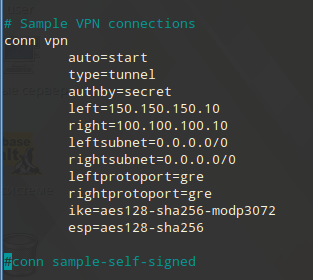 # Sample VPN connections
conn vpn
auto=start
type=tunnel
authby=secret
left=150.150.150.10
right=100.100.100.10
leftsubnet=0.0.0.0/0
rightsubnet=0.0.0.0/0
leftprotoport=gre
rightprotoport=gre
ike=aes128-sha256-modp3072
esp=aes128-sha256
#conn sample-self-signed